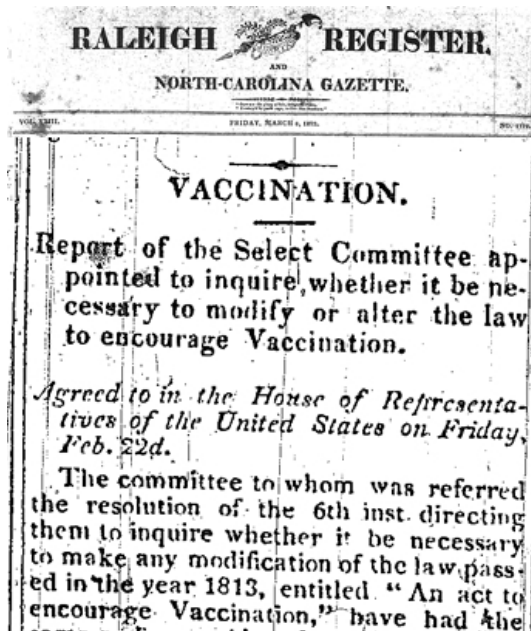 RALEIGH REGISTER,
AND
NORTH-CAROLINA GAZETTE.
VOL. XXIII.
FRIDAY, MARCH
NO.
VACCINATION.
Report of the Select Committee ap-
pointed to inquire, whether it be ne-
cessary to modify or alter the law
to encourage Vaccination.
Agreed to in the House of Representa-
tives of the United States on Friday,
Feb. 22d.
The committee to whom was referred
the resolution of the 6th inst. directing
them to inquire whether it be necessary
to make any modification of the law pass-
ed in the year 1813, entitled "An act to
encourage Vaccination," have had the